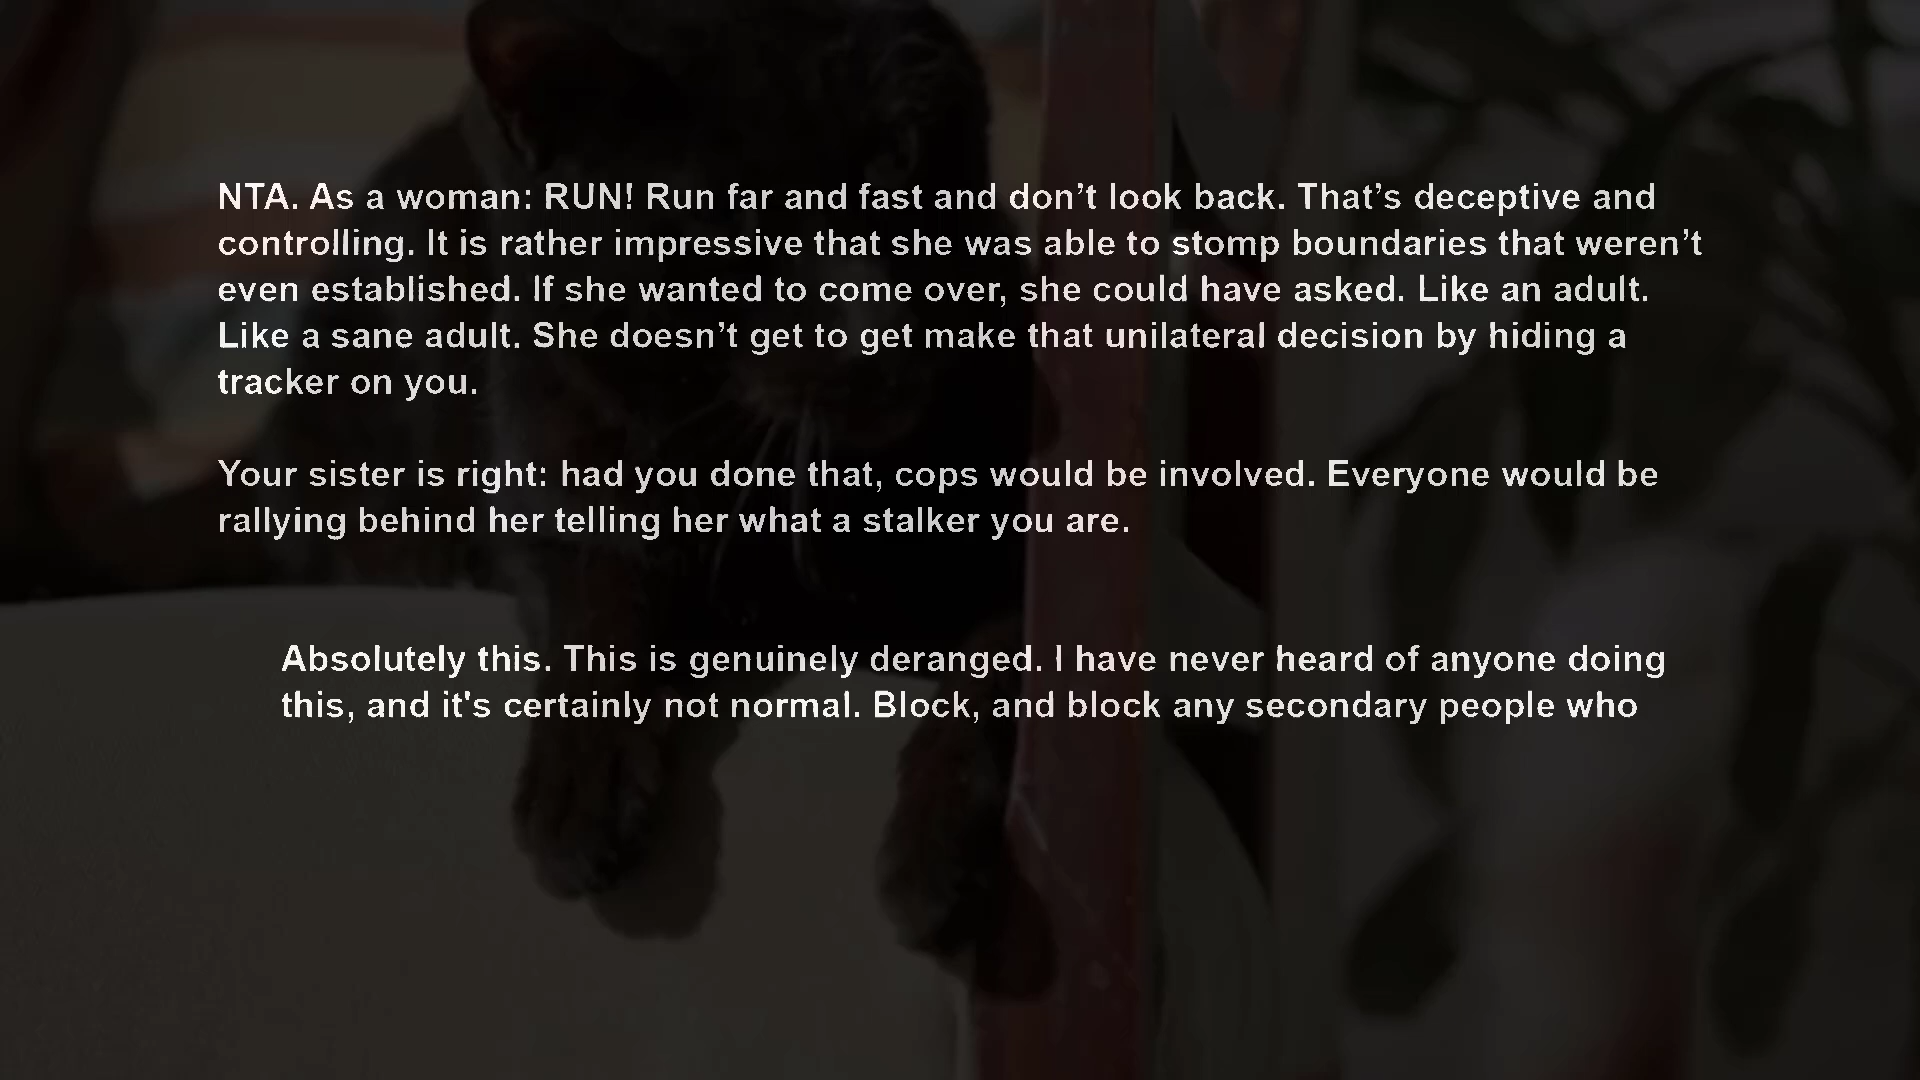 NTA. As a woman: RUN! Run far and fast and don’t look back. That’s deceptive and
controlling. It is rather impressive that she was able to stomp boundaries that weren’t
even established. If she wanted to come over, she could have asked. Like an adult.
Like a sane adult. She doesn’t get to get make that unilateral decision by hiding a
tracker on you.
Your sister is right: had you done that, cops would be involved. Everyone would be
rallying behind her telling her what a stalker you are.
Absolutely this. This is genuinely deranged. I have never heard of anyone doing
this, and it's certainly not normal. Block, and block any secondary people who